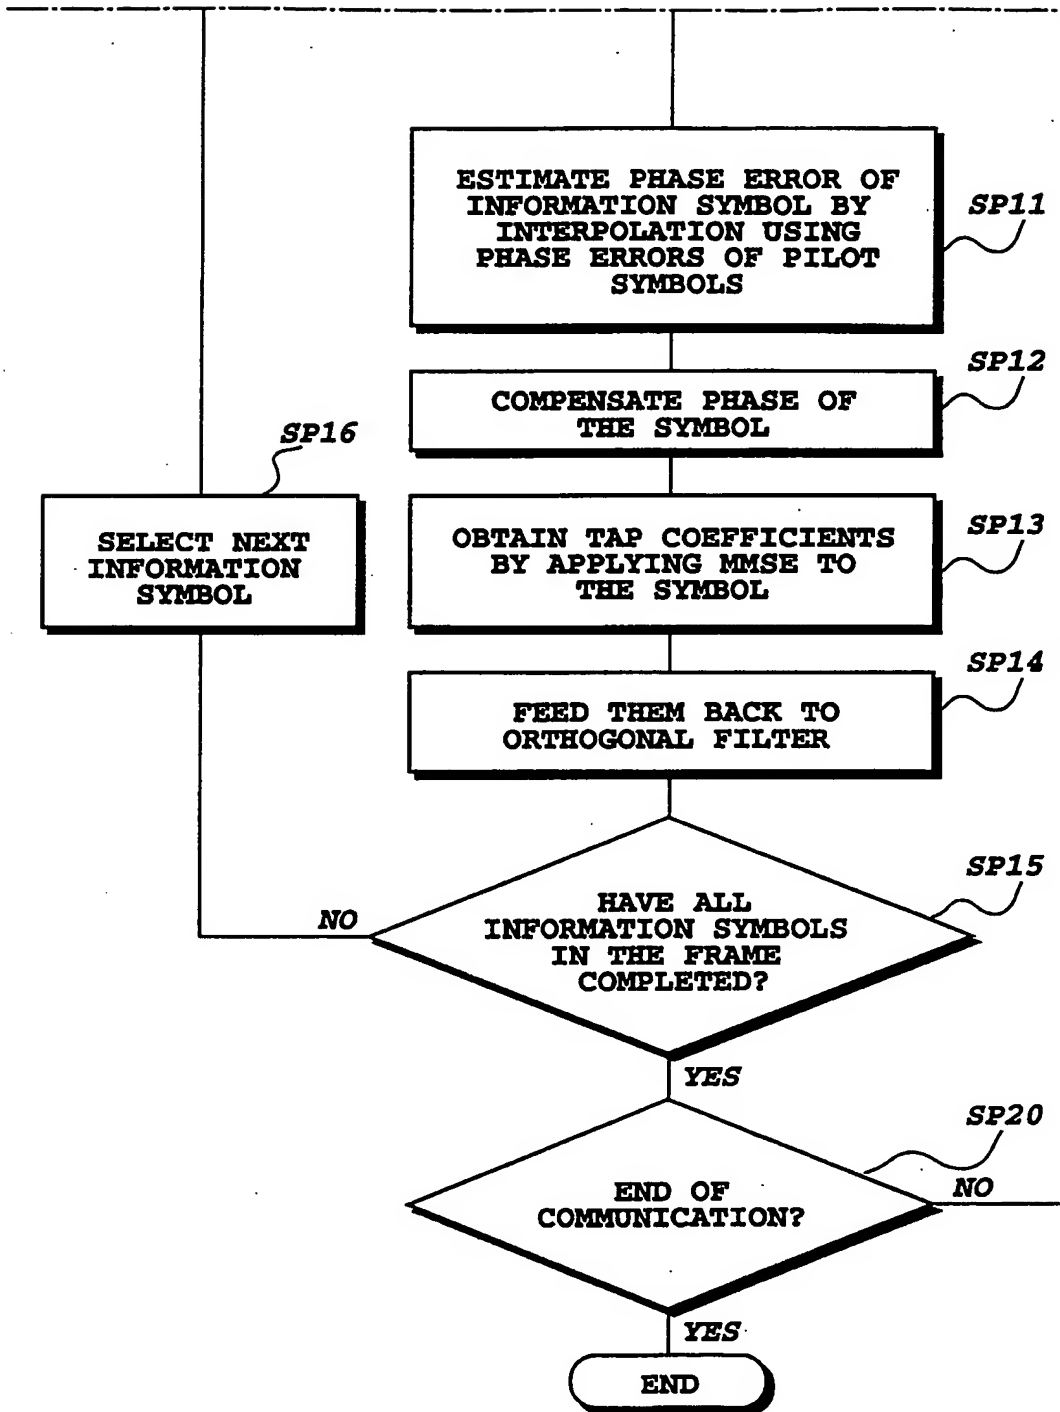 ESTIMATE PHASE ERROR OF
INFORMATION SYMBOL BY
INTERPOLATION USING
PHASE ERRORS OF PILOT
SYMBOLS
SP11
COMPENSATE PHASE OF
THE SYMBOL
SP12
SP16
SELECT NEXT
INFORMATION
SYMBOL
OBTAIN TAP COEFFICIENTS
BY APPLYING MMSE TO
THE SYMBOL
SP13
FEED THEM BACK TO
ORTHOGONAL FILTER
SP14
HAVE ALL
INFORMATION SYMBOLS
IN THE FRAME
COMPLETED?
SP15
NO
YES
END OF
COMMUNICATION?
SP20
NO
YES
END